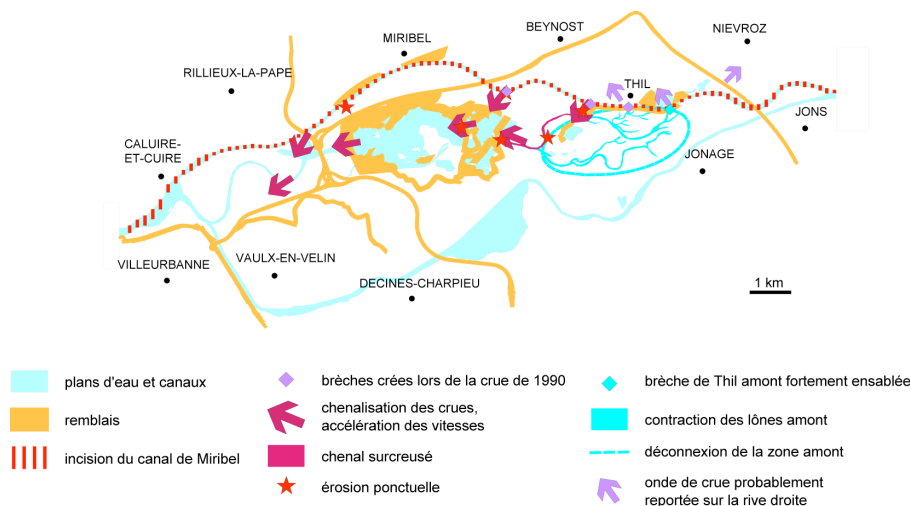 BEYNOST
NIEVROZ
MIRIBEL
RILLIEUX-LA-PAPE
THIL
JONS
CALUIRE-
ET-CUIRE
JONAGE
VILLEURBANNE
VAULX-EN-VELIN
DECINES-CHARPIEU
1 km
plans d'eau et canaux
remblais
incision du canal de Miribel
brèches crées lors de la crue de 1990
chenalisation des crues,
accélération des vitesses
chenal surcreusé
érosion ponctuelle
brèche de Thil amont fortement ensablée
contraction des lônes amont
déconnexion de la zone amont
onde de crue probablement
reportée sur la rive droite